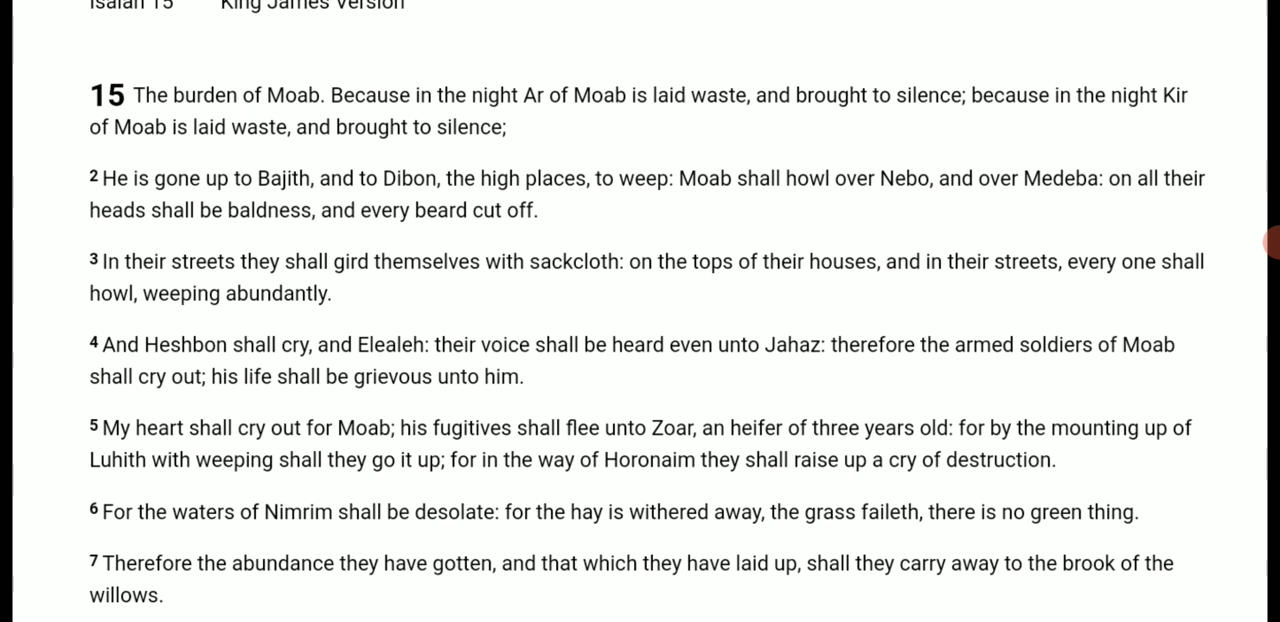 Isaiah 15 King James Version
15 The burden of Moab. Because in the night Ar of Moab is laid waste, and brought to silence; because in the night Kir
of Moab is laid waste, and brought to silence;
2 He is gone up to Bajith, and to Dibon, the high places, to weep: Moab shall howl over Nebo, and over Medeba: on all their
heads shall be baldness, and every beard cut off.
3 In their streets they shall gird themselves with sackcloth: on the tops of their houses, and in their streets, every one shall
howl, weeping abundantly.
4 And Heshbon shall cry, and Elealeh: their voice shall be heard even unto Jahaz: therefore the armed soldiers of Moab
shall cry out; his life shall be grievous unto him.
5 My heart shall cry out for Moab; his fugitives shall flee unto Zoar, an heifer of three years old: for by the mounting up of
Luhith with weeping shall they go it up; for in the way of Horonaim they shall raise up a cry of destruction.
6 For the waters of Nimrim shall be desolate: for the hay is withered away, the grass faileth, there is no green thing.
7 Therefore the abundance they have gotten, and that which they have laid up, shall they carry away to the brook of the
willows.